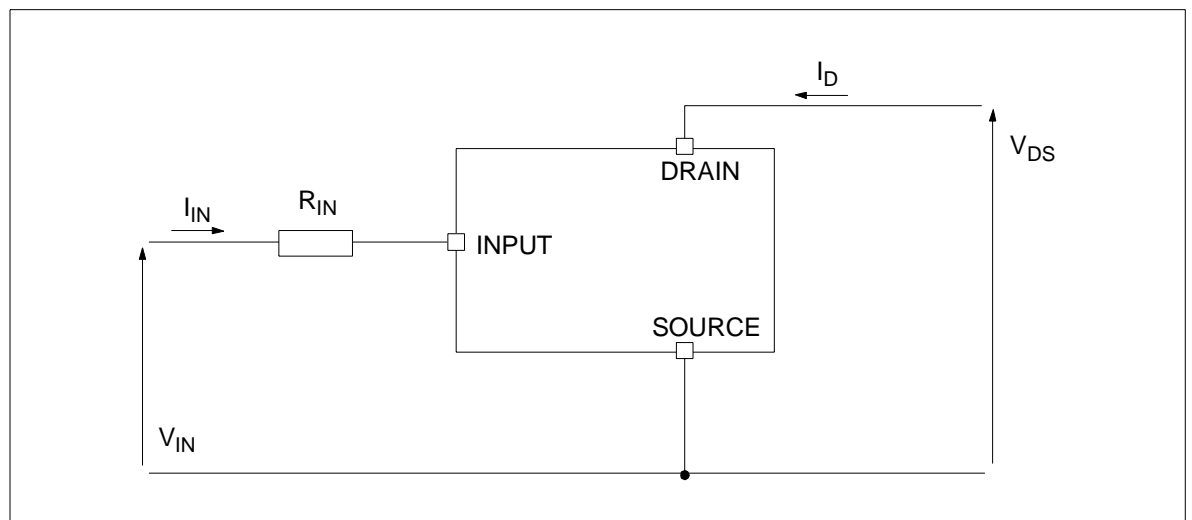 I_D
V_DS
DRAIN
I_IN
R_IN
INPUT
SOURCE
V_IN